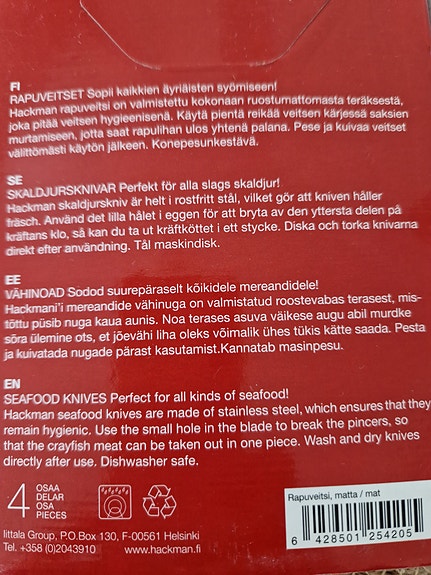 FI
RAPUVEITSET Sopii kaikkien äyriäisten syömiseen!
Hackman rapuveitsi on valmistettu kokonaan ruostumattomasta teräksestä,
joka pitää veitsen hygieenisenä. Käytä pientä reikää veitsen kärjessä saksien
murtamiseen, jotta saat rapulihan ulos yhtenä palana. Pese ja kuivaa veitset
välittömästi käytön jälkeen. Konepesunkestävä.
SE
SKALDJURSKNIVAR Perfekt för alla slags skaldjur!
Hackman skaldjurskniv är helt i rostfritt stål, vilket gör att kniven håller
fräsch. Använd det lilla hålet i eggen för att bryta av den yttersta delen på
kräftans klo, så kan du ta ut kräftköttet i ett stycke. Diska och torka knivarna
direkt efter användning. Tål maskindisk.
EE
VÄHINOAD Sodod suurepäraselt kõikidele mereandidele!
Hackmani'i mereandide vähinuga on valmistatud roostevabas terasest, mis-
tõttu püsib nuga kaua aunis. Noa terases asuva väikese augu abil murdke
sõra ülemine ots, et jõevähi liha oleks võimalik ühes tükis kätte saada. Pesta
ja kuivatada nugade pärast kasutamist.Kannatab masinpesu.
EN
SEAFOOD KNIVES Perfect for all kinds of seafood!
Hackman seafood knives are made of stainless steel, which ensures that they
remain hygienic. Use the small hole in the blade to break the pincers, so
that the crayfish meat can be taken out in one piece. Wash and dry knives
directly after use. Dishwasher safe.
4 OSAA
DELAR
OSA
PIECES
Iittala Group, P.O.Box 130, F-00561 Helsinki
Tel. +358 (0)2043910 www.hackman.fi
Rapuveitsi, matta / mat
6 428501 254205